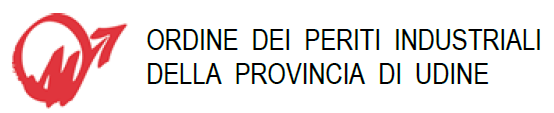 ORDINE DEI PERITI INDUSTRIALI
DELLA PROVINCIA DI UDINE